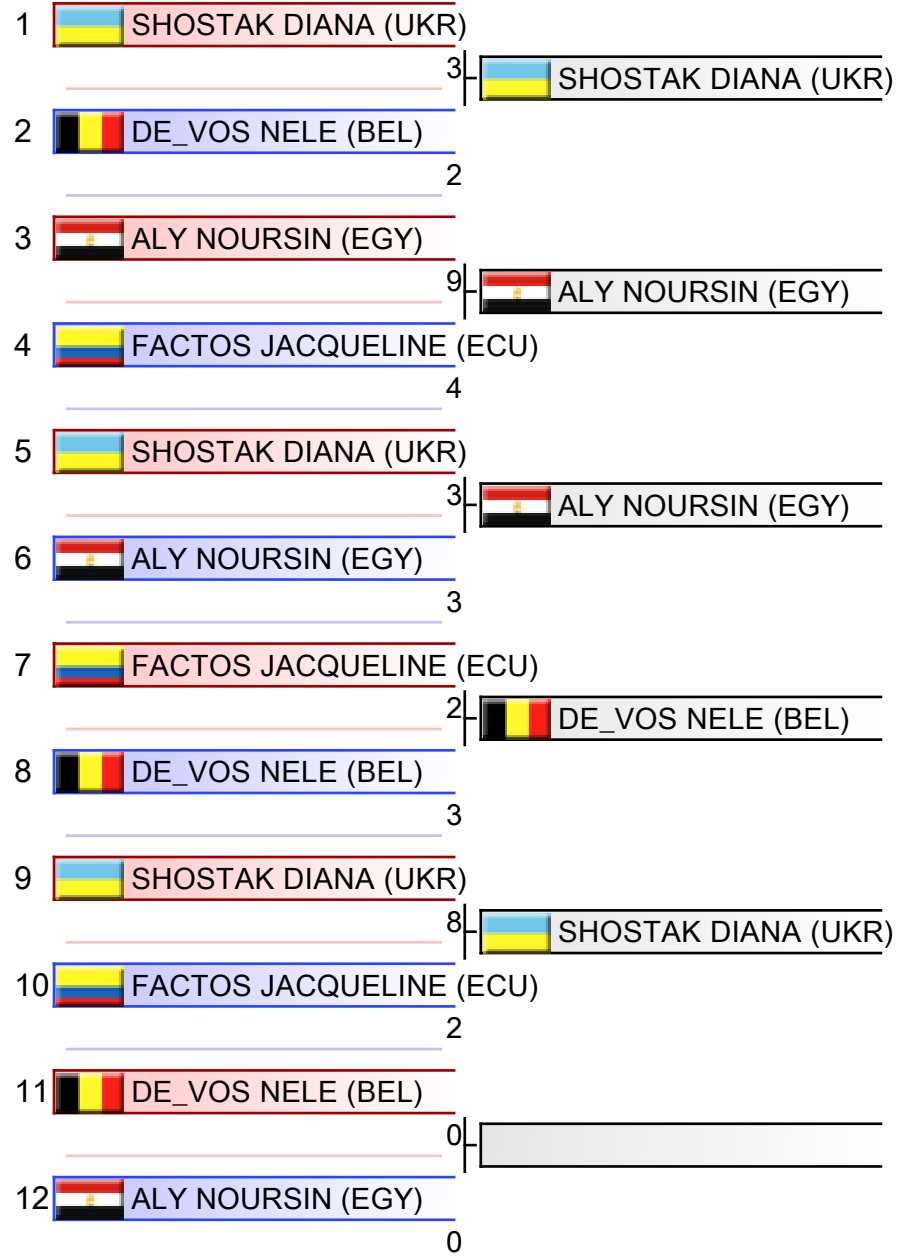 1 SHOSTAK DIANA (UKR)
3 SHOSTAK DIANA (UKR)
2 DE_VOS NELE (BEL)
2
3 ALY NOURSIN (EGY)
9 ALY NOURSIN (EGY)
4 FACTOS JACQUELINE (ECU)
4
5 SHOSTAK DIANA (UKR)
3 ALY NOURSIN (EGY)
6 ALY NOURSIN (EGY)
3
7 FACTOS JACQUELINE (ECU)
2 DE_VOS NELE (BEL)
8 DE_VOS NELE (BEL)
3
9 SHOSTAK DIANA (UKR)
8 SHOSTAK DIANA (UKR)
10 FACTOS JACQUELINE (ECU)
2
11 DE_VOS NELE (BEL)
0
12 ALY NOURSIN (EGY)
0